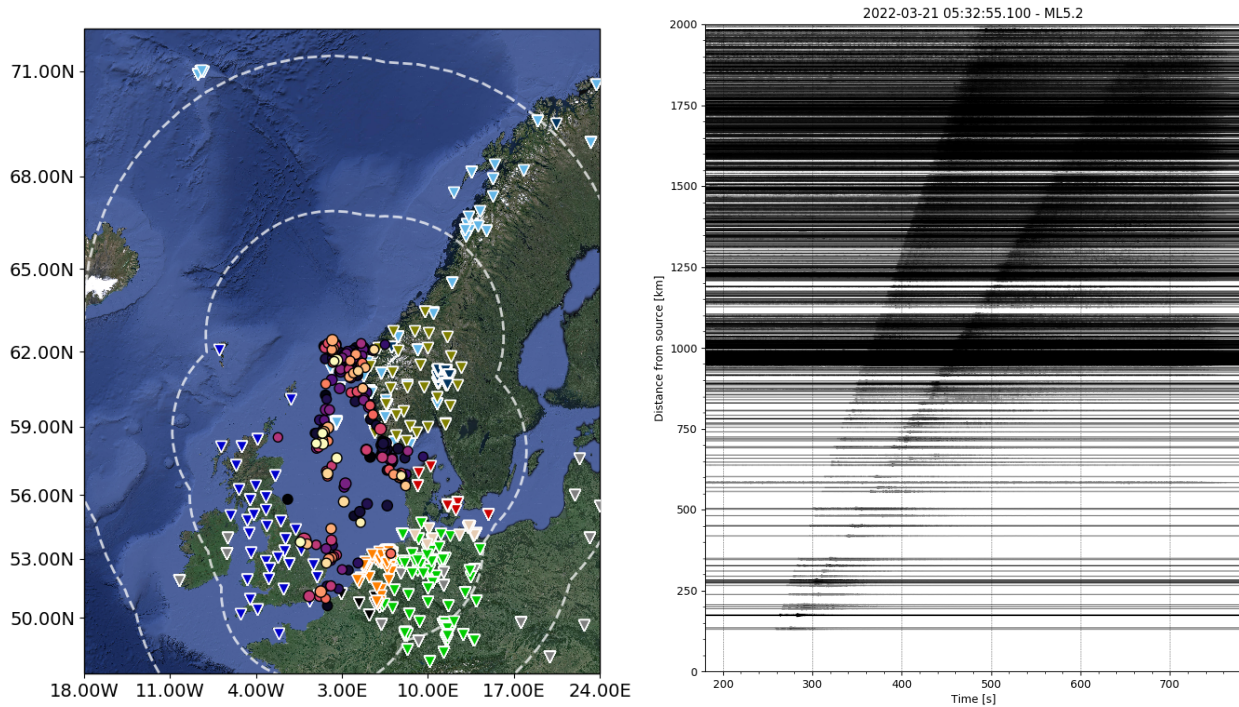 71.00N
68.00N
65.00N
62.00N
59.00N
56.00N
53.00N
50.00N
18.00W 11.00W 4.00W 3.00E 10.00E 17.00E 24.00E
2022-03-21 05:32:55.100 - ML5.2
2000
1750
1500
1250
1000
750
500
250
0
Distance from source [km]
200 300 400 500 600 700
Time [s]